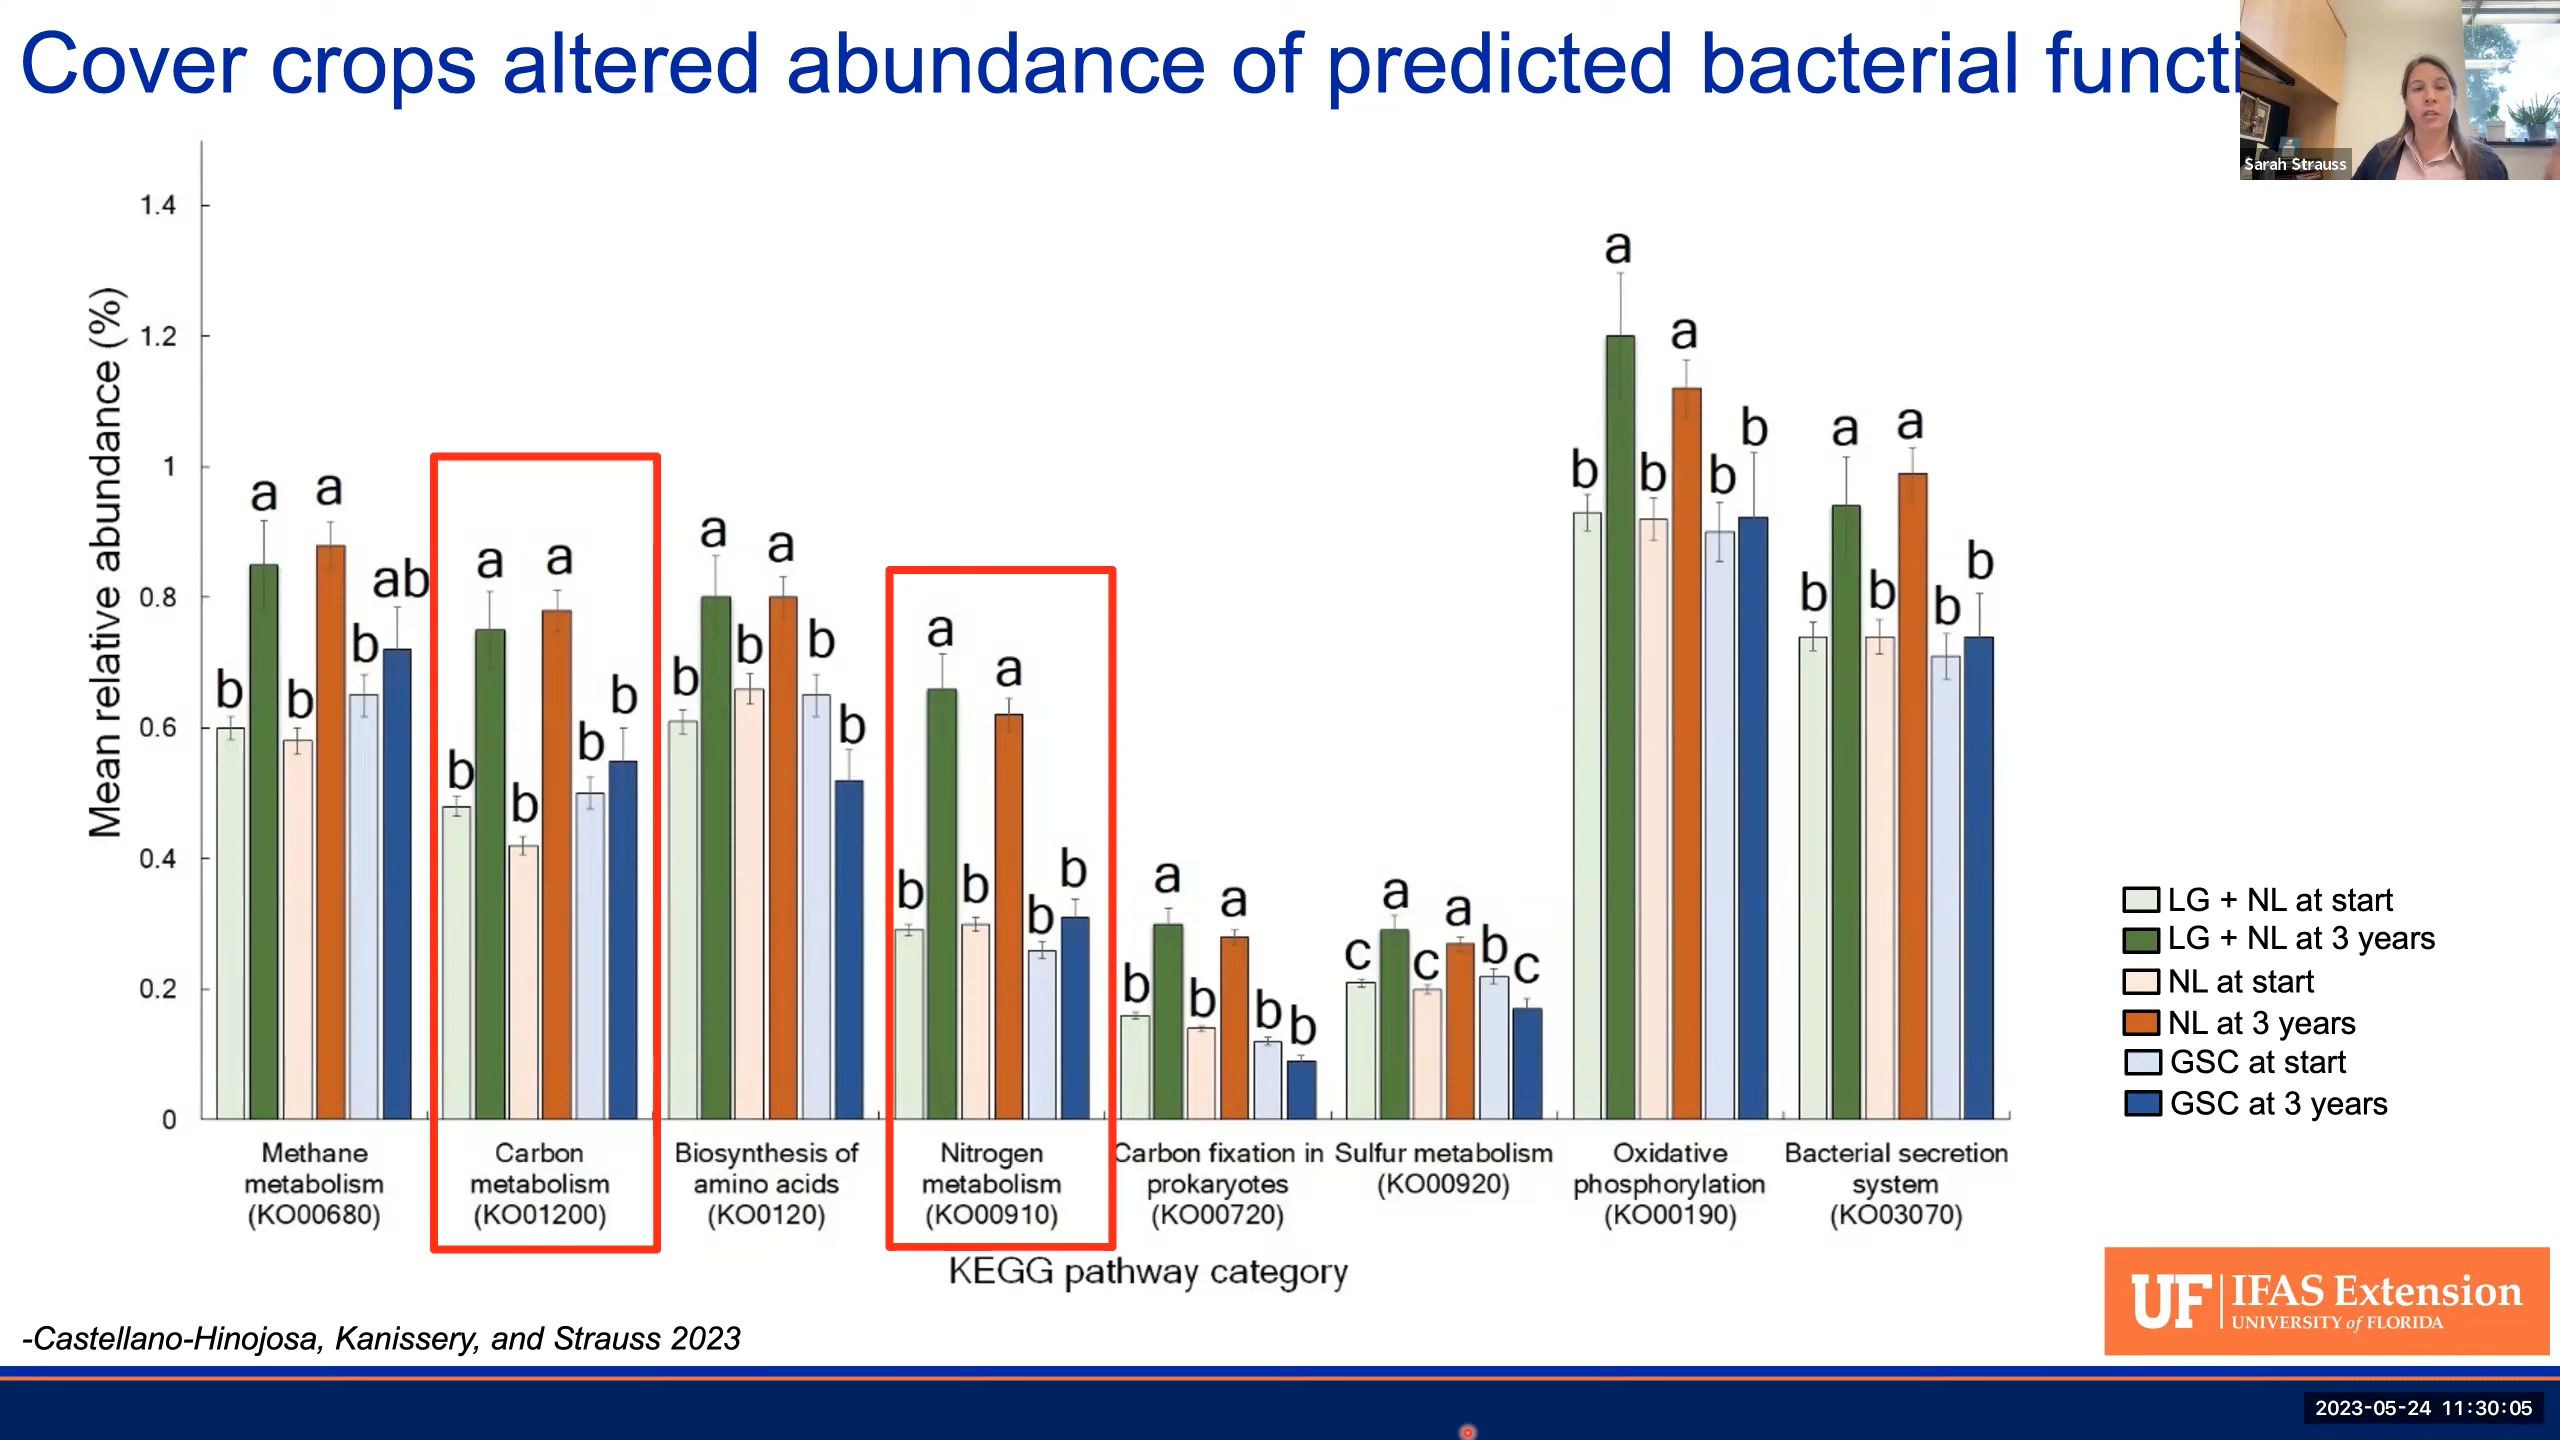 Cover crops altered abundance of predicted bacterial functi
Sarah Strauss
Mean relative abundance (%)
1.4
1.2
1
0.8
0.6
0.4
0.2
0
b a b a b ab
b a b a b b
b a b a b b
b a b a b b
b a b a b b
c a c a b c
b a b a b b
b a b a b b
Methane
metabolism
(KO00680)
Carbon
metabolism
(KO01200)
Biosynthesis of
amino acids
(KO0120)
Nitrogen
metabolism
(KO00910)
Carbon fixation in
prokaryotes
(KO00720)
Sulfur metabolism
(KO00920)
Oxidative
phosphorylation
(KO00190)
Bacterial secretion
system
(KO03070)
KEGG pathway category
LG + NL at start
LG + NL at 3 years
NL at start
NL at 3 years
GSC at start
GSC at 3 years
-Castellano-Hinojosa, Kanissery, and Strauss 2023
UF IFAS Extension
UNIVERSITY of FLORIDA
2023-05-24 11:30:05